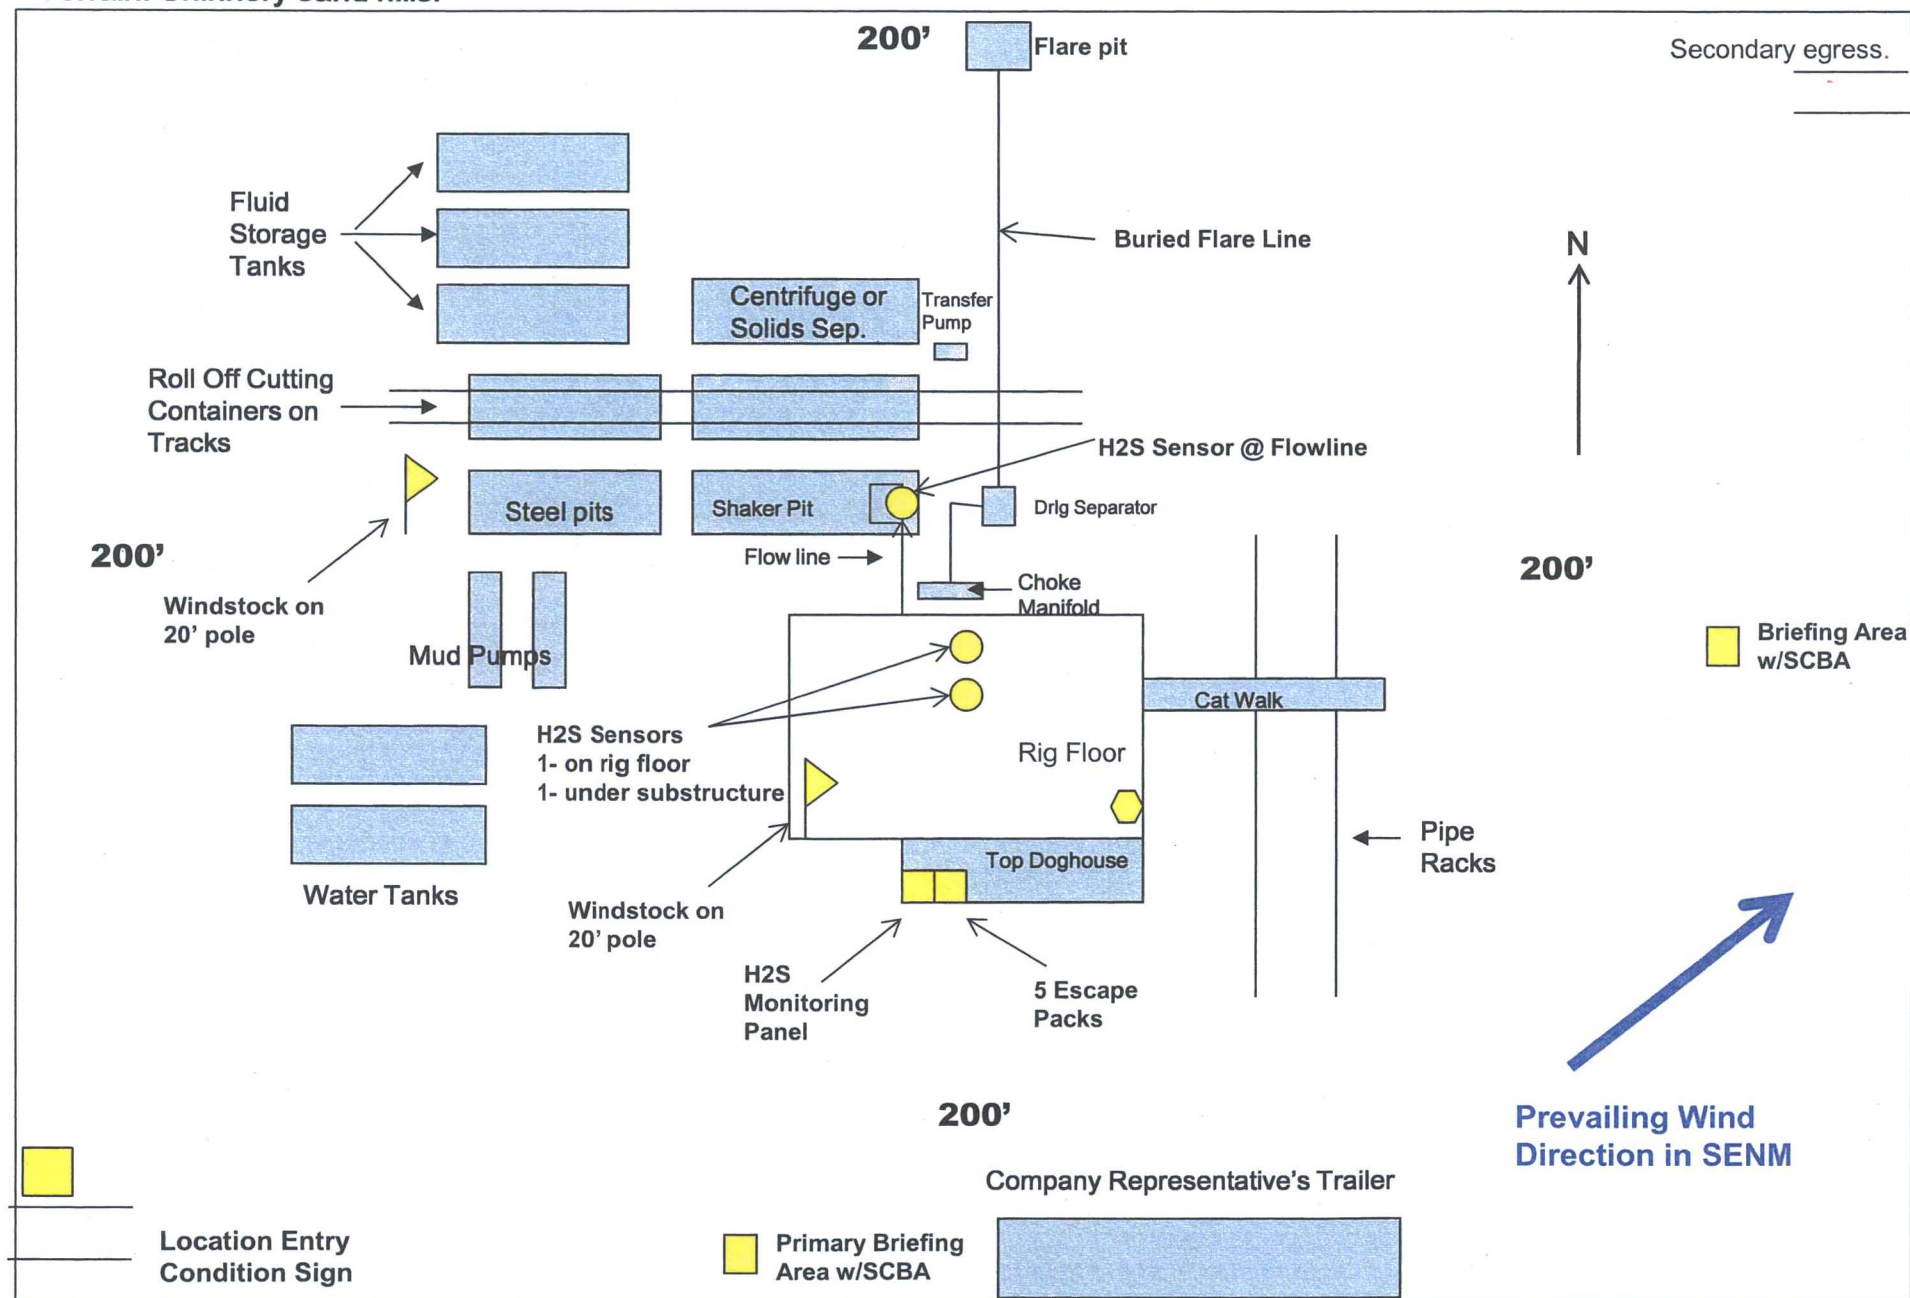 200'
Flare pit
Secondary egress.
Fluid
Storage
Tanks
Buried Flare Line
N
Centrifuge or
Solids Sep.
Transfer
Pump
Roll Off Cutting
Containers on
Tracks
H2S Sensor @ Flowline
Steel pits
Shaker Pit
Drlg Separator
200'
Flow line
200'
Windstock on
20' pole
Choke
Manifold
Mud Pumps
Briefing Area
w/SCBA
Cat Walk
H2S Sensors
1- on rig floor
1- under substructure
Rig Floor
Pipe
Racks
Top Doghouse
Water Tanks
Windstock on
20' pole
H2S
Monitoring
Panel
5 Escape
Packs
200'
Prevailing Wind
Direction in SENM
Company Representative's Trailer
Location Entry
Condition Sign
Primary Briefing
Area w/SCBA